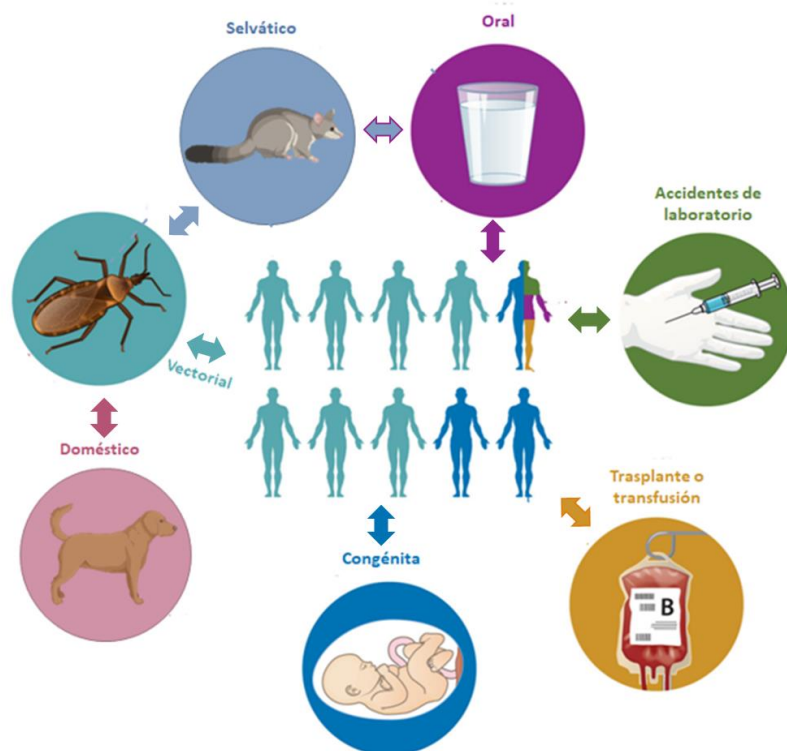 Selvático
Oral
Accidentes de
laboratorio
Vectorial
Doméstico
Trasplante o
transfusión
B
Congénita